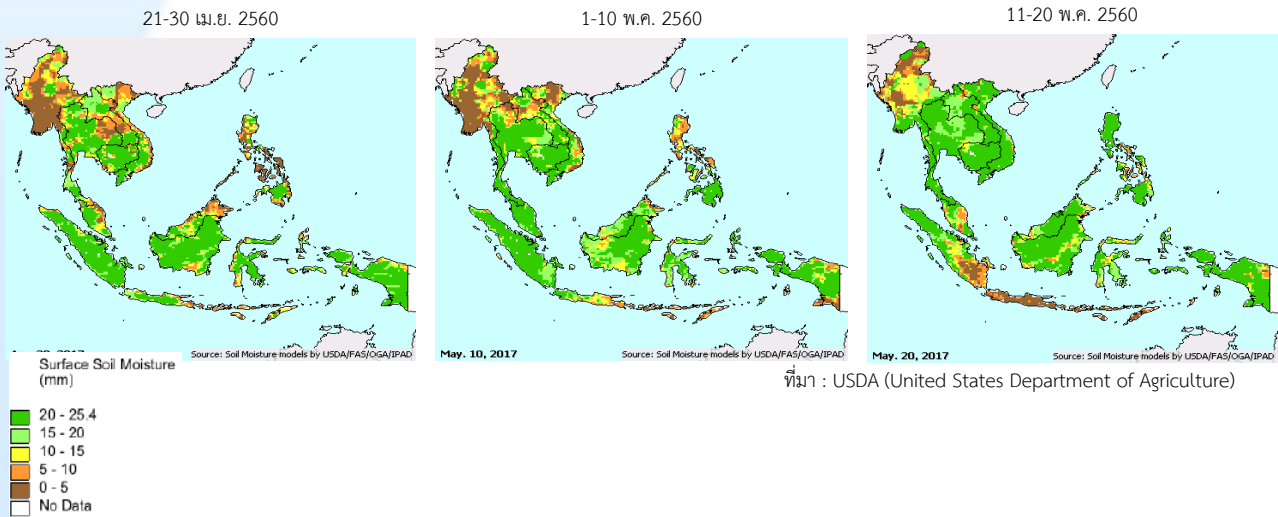 21-30 เม.ย. 2560
1-10 พ.ค. 2560
11-20 พ.ค. 2560
Source: Soil Moisture models by USDA/FAS/OGA/IPAD
May. 10, 2017
Source: Soil Moisture models by USDA/FAS/OGA/IPAD
May. 20, 2017
Source: Soil Moisture models by USDA/FAS/OGA/IPAD
ที่มา : USDA (United States Department of Agriculture)
Surface Soil Moisture
(mm)
20 - 25.4
15 - 20
10 - 15
5 - 10
0 - 5
No Data